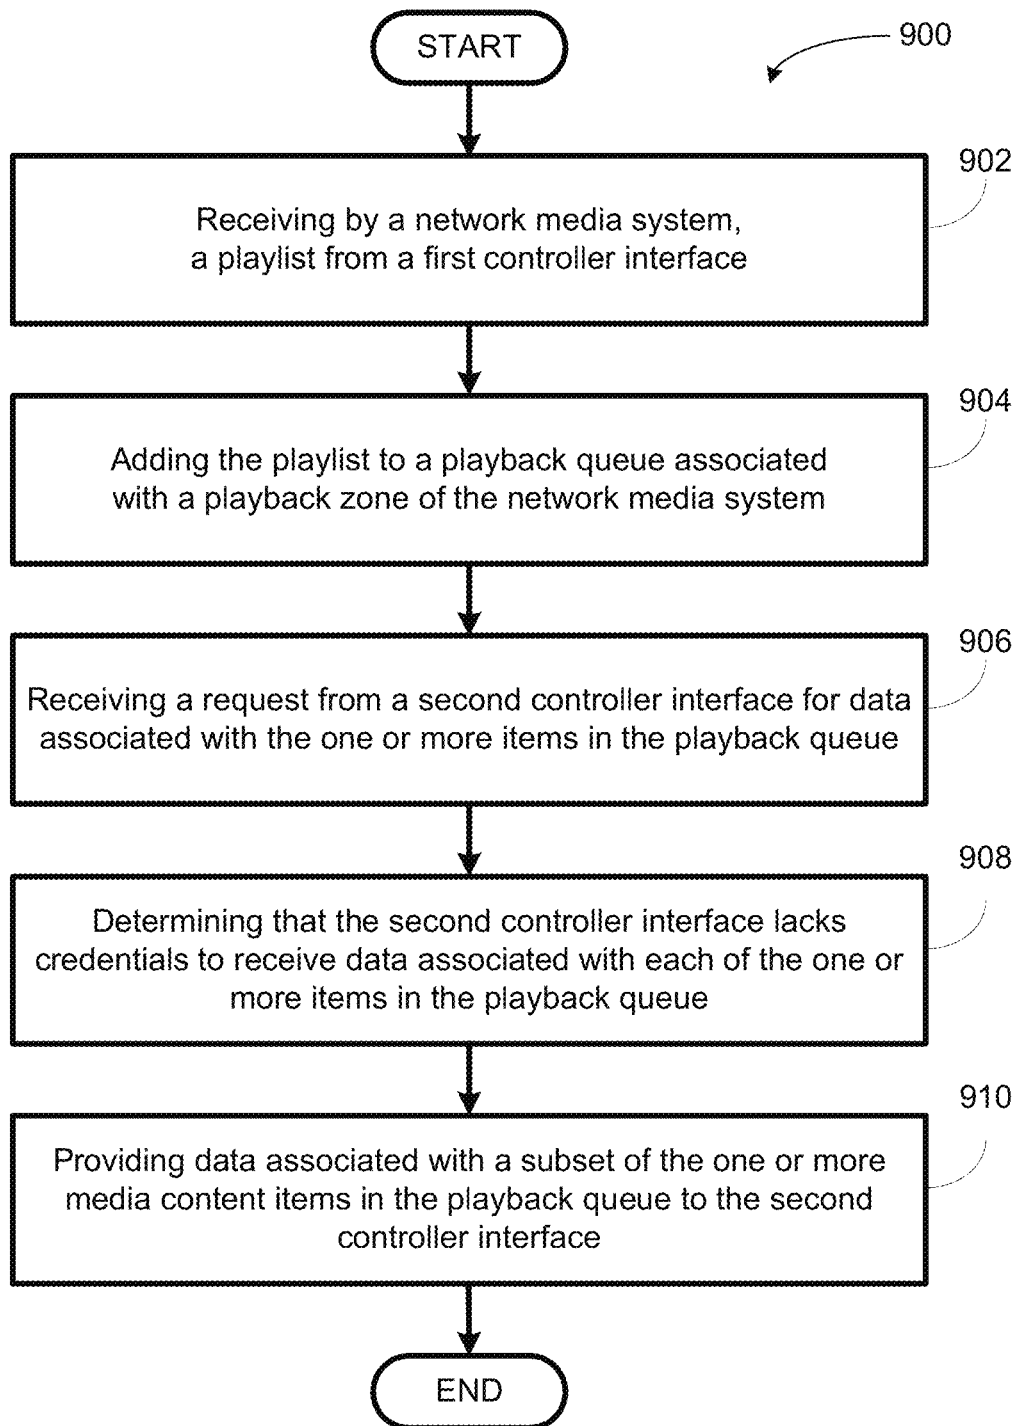 START
900
902
Receiving by a network media system,
a playlist from a first controller interface
904
Adding the playlist to a playback queue associated
with a playback zone of the network media system
906
Receiving a request from a second controller interface for data
associated with the one or more items in the playback queue
908
Determining that the second controller interface lacks
credentials to receive data associated with each of the one or
more items in the playback queue
910
Providing data associated with a subset of the one or more
media content items in the playback queue to the second
controller interface
END